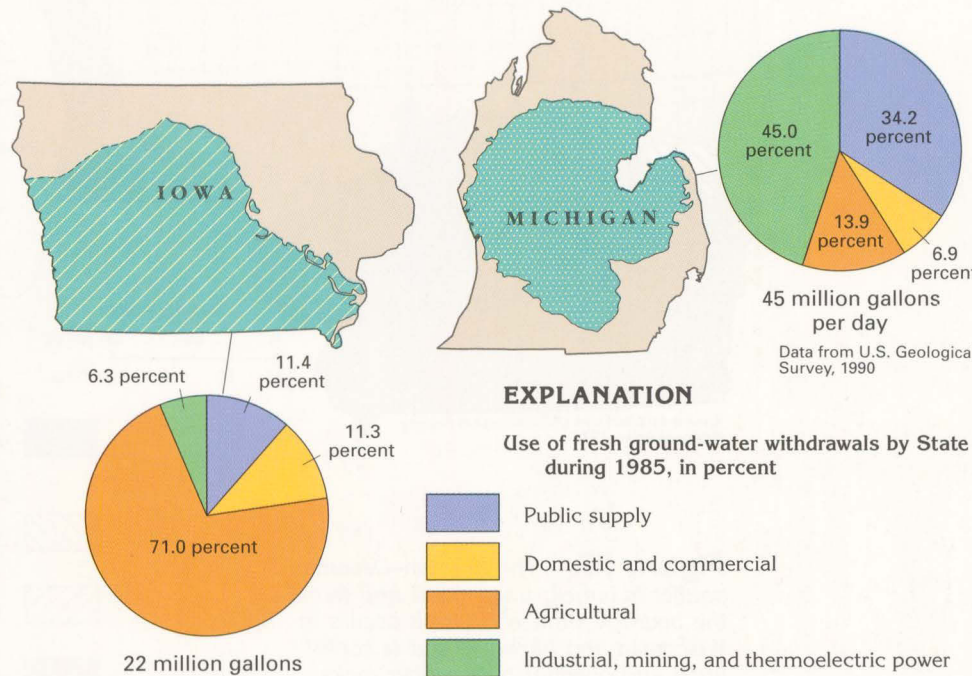 IOWA
MICHIGAN
45.0
percent
34.2
percent
13.9
percent
6.9
percent
45 million gallons
per day
Data from U.S. Geological
Survey, 1990
6.3 percent
11.4
percent
11.3
percent
71.0 percent
22 million gallons
EXPLANATION
Use of fresh ground-water withdrawals by State
during 1985, in percent
Public supply
Domestic and commercial
Agricultural
Industrial, mining, and thermoelectric power